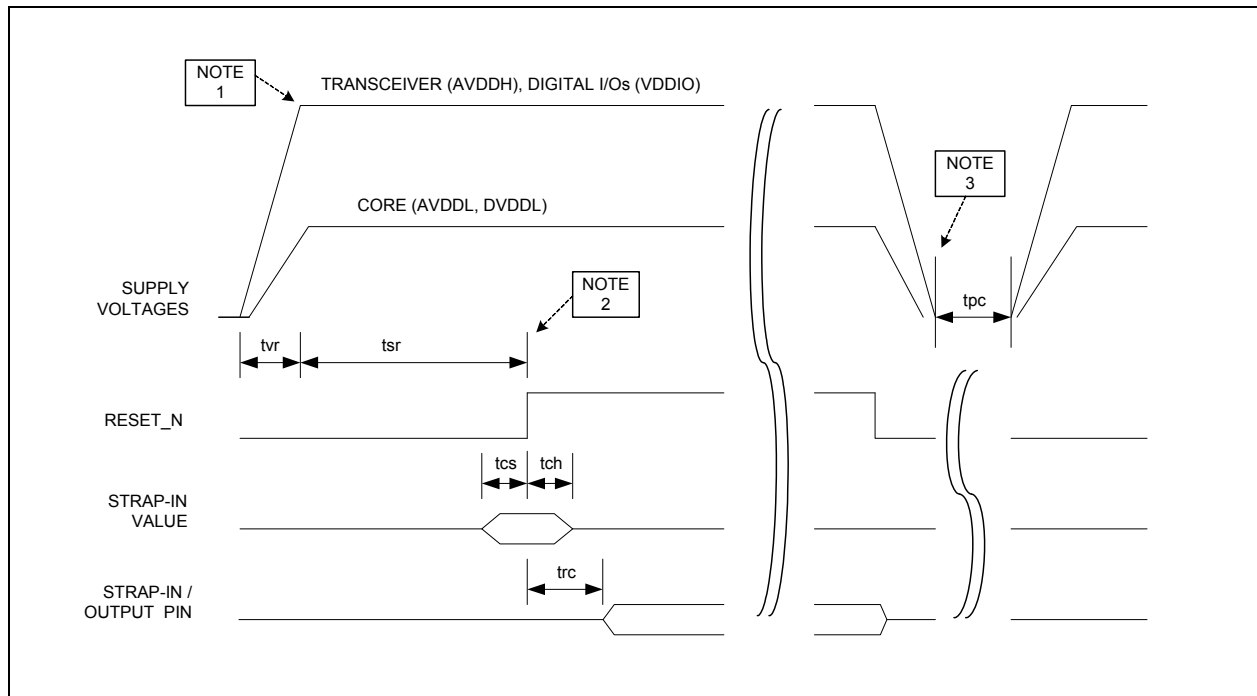 NOTE
1
TRANSCEIVER (AVDDH), DIGITAL I/Os (VDDIO)
NOTE
3
CORE (AVDDL, DVDDL)
SUPPLY
VOLTAGES
NOTE
2
tpc
tvr
tsr
RESET_N
tcs
tch
STRAP-IN
VALUE
trc
STRAP-IN /
OUTPUT PIN